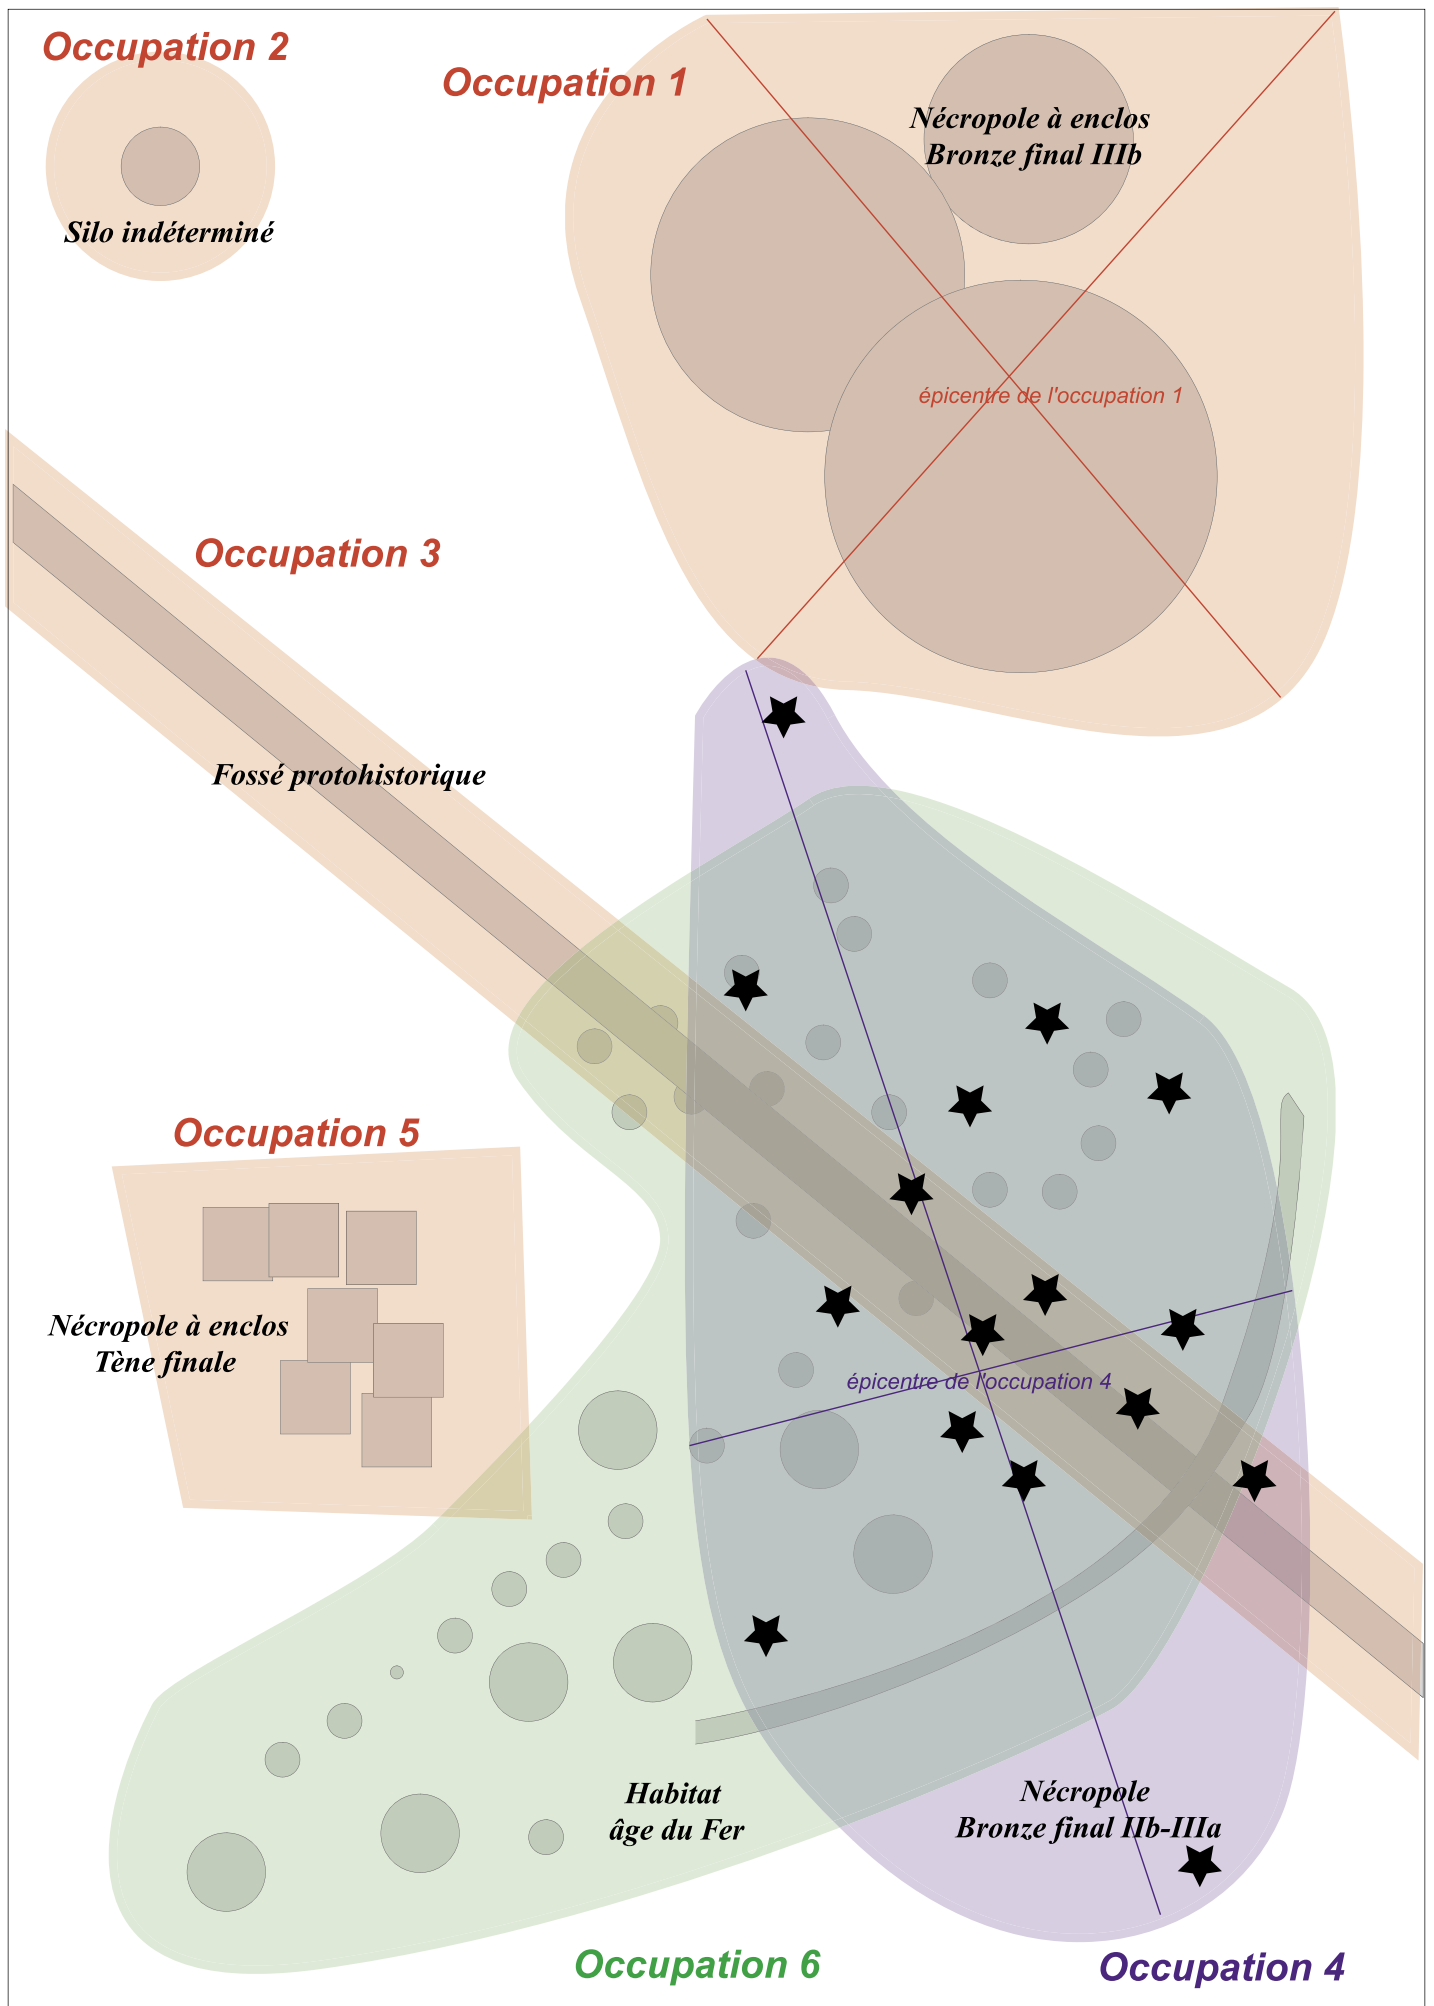 Occupation 2
Occupation 1
Nécropole à enclos
Bronze final IIIb
Silo indéterminé
épicentre de l'occupation 1
Occupation 3
Fossé protohistorique
Occupation 5
Nécropole à enclos
Tène finale
épicentre de l'occupation 4
Habitat
âge du Fer
Nécropole
Bronze final IIb-IIIa
Occupation 6
Occupation 4